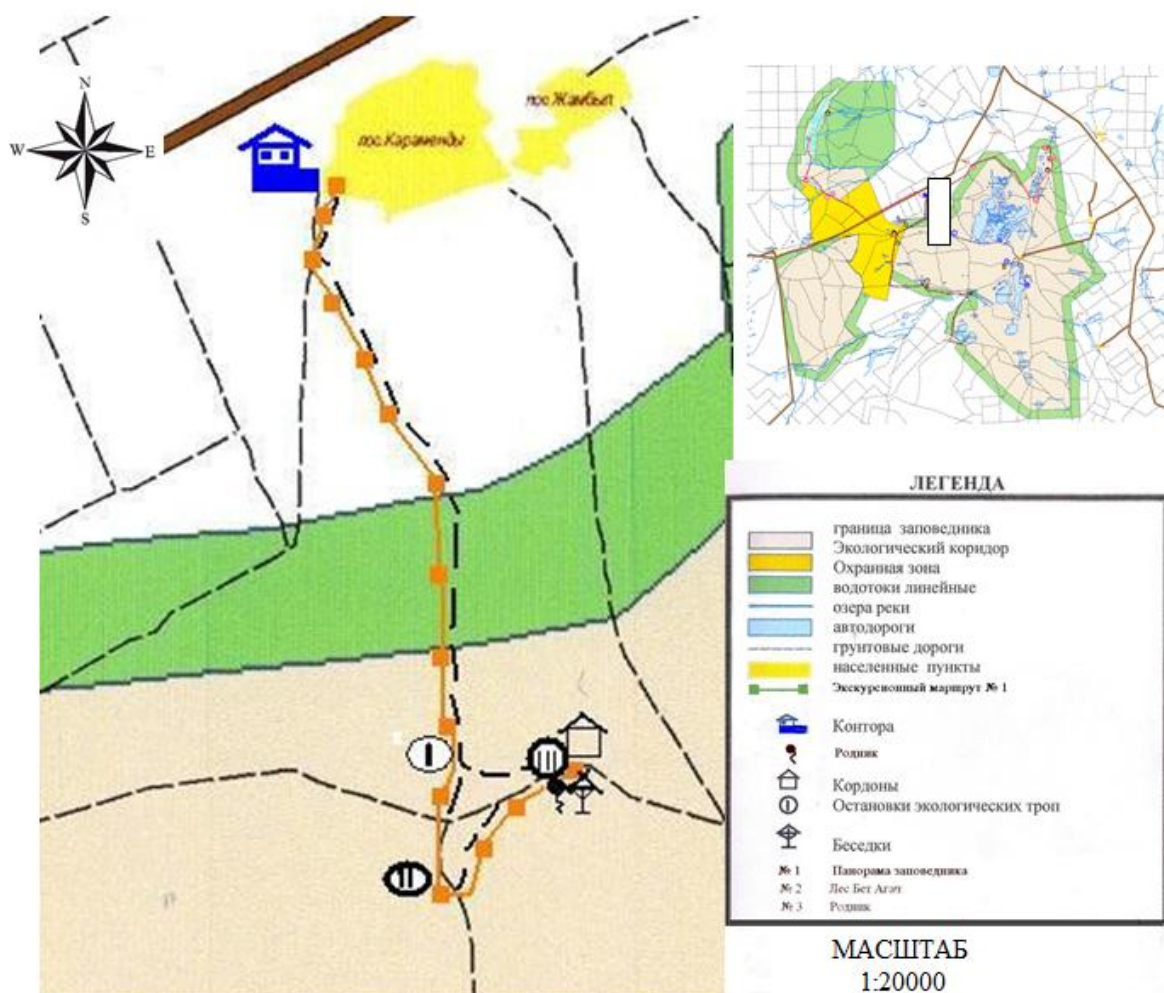 N
W
E
S
пос.Караменды
пос.Жамбыл
I
II
III
ЛЕГЕНДА
граница заповедника
Экологический коридор
Охранная зона
водотоки линейные
озера реки
автодороги
грунтовые дороги
населенные пункты
Экскурсионный маршрут № 1
Контора
Родник
Кордоны
Остановки экологических троп
Беседки
№ 1 Панорама заповедника
№ 2 Лес Бет Агач
№ 3 Родник
МАСШТАБ
1:20000